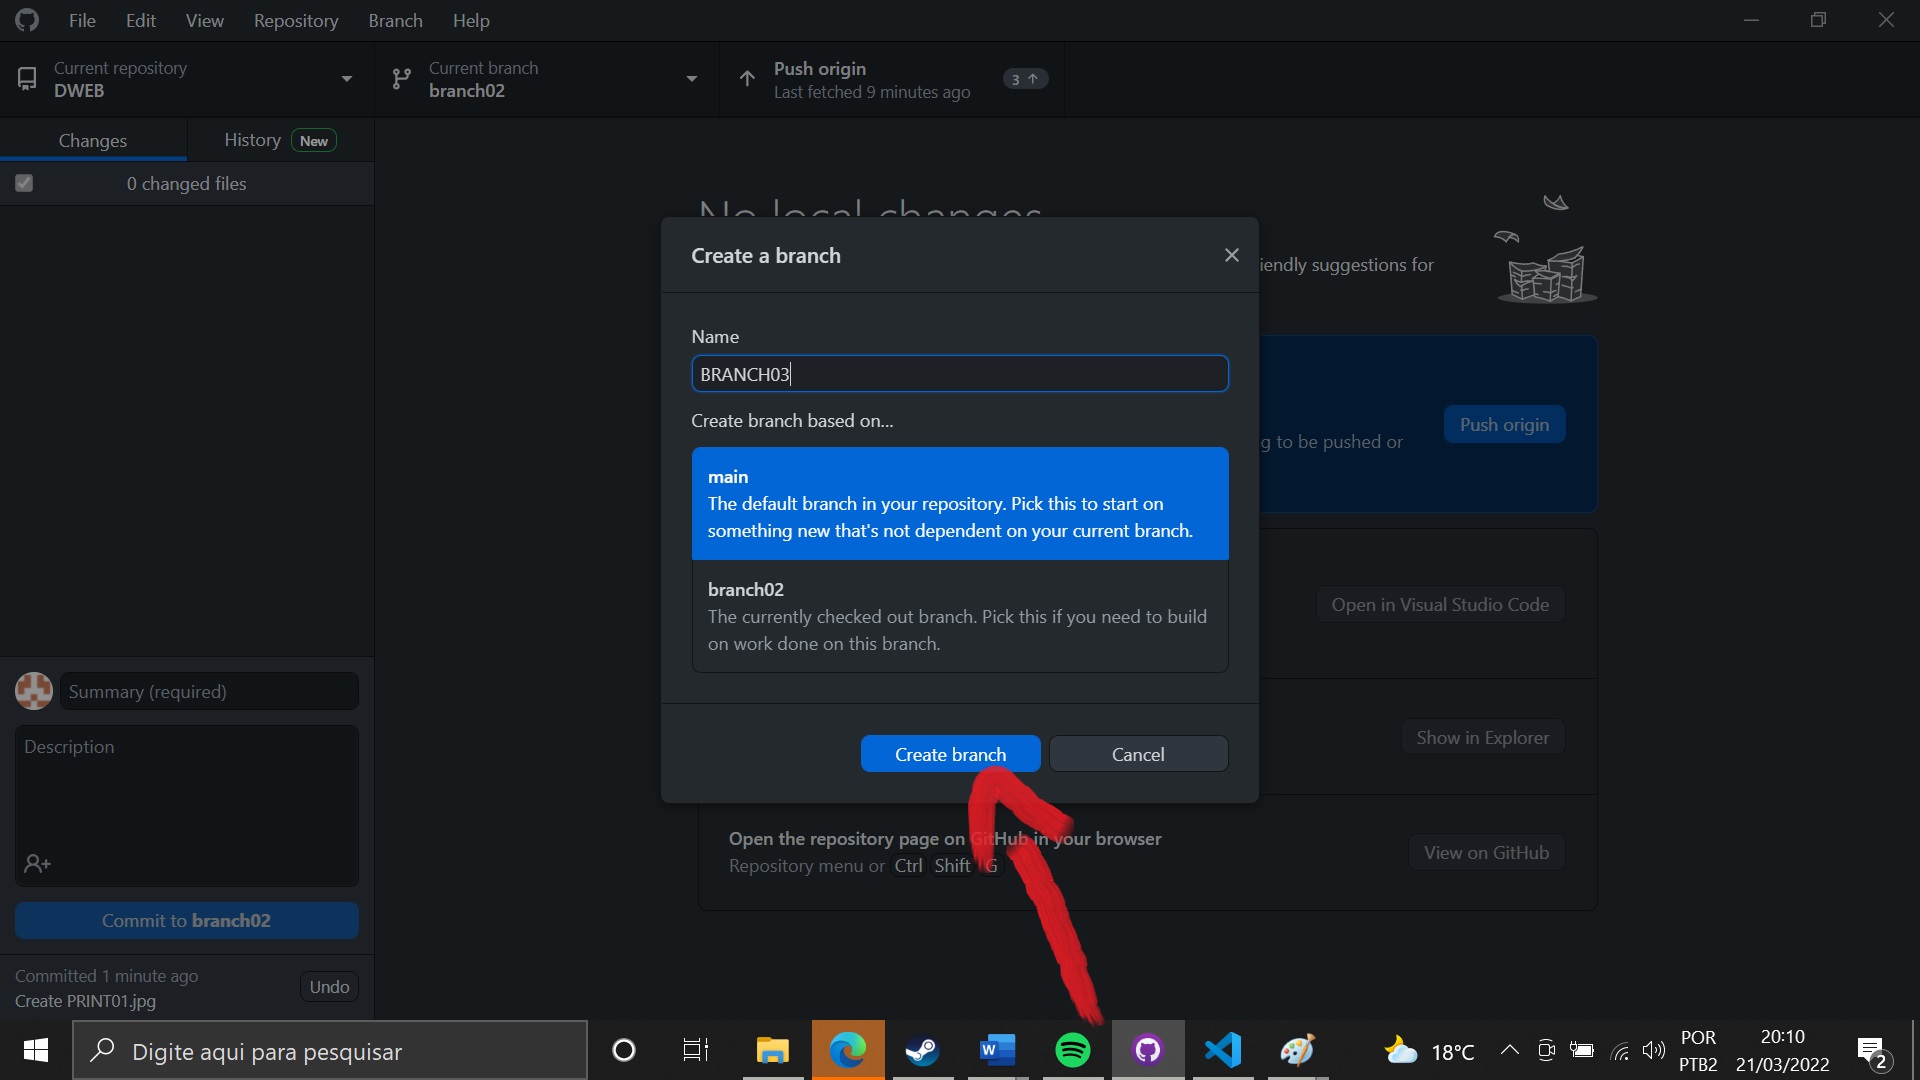 File Edit View Repository Branch Help
Current repository
DWEB
Current branch
branch02
Push origin
Last fetched 9 minutes ago
3
Changes
History New
0 changed files
No local changes
iendly suggestions for
Create a branch
Name
BRANCH03
Create branch based on...
main
The default branch in your repository. Pick this to start on
something new that's not dependent on your current branch.
branch02
The currently checked out branch. Pick this if you need to build
on work done on this branch.
Create branch
Cancel
Push origin
g to be pushed or
Open in Visual Studio Code
Show in Explorer
Open the repository page on GitHub in your browser
Repository menu or Ctrl Shift G
View on GitHub
Summary (required)
Description
Commit to branch02
Committed 1 minute ago
Create PRINT01.jpg
Undo
Digite aqui para pesquisar
W
18°C
POR
PTB2
20:10
21/03/2022
2